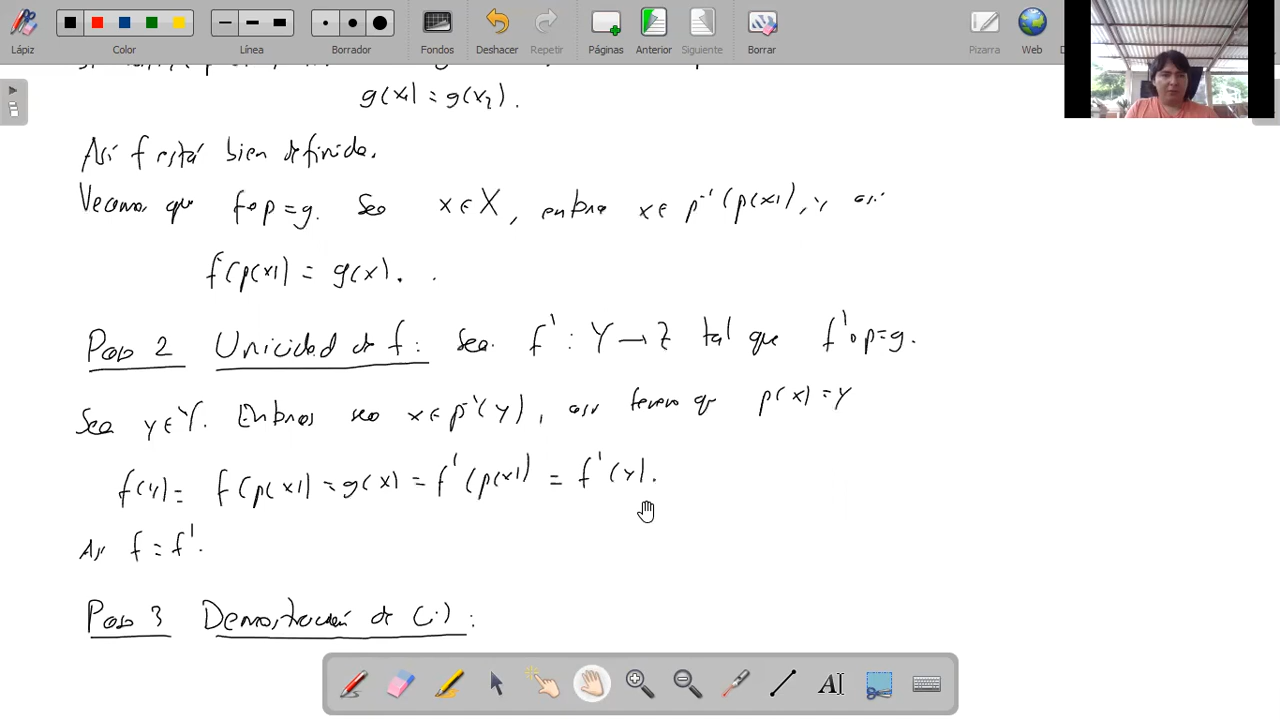 Lápiz Color Línea Borrador Fondos Deshacer Repetir Páginas Anterior Siguiente Borrar Pizarra Web
g(x1) = g(x2).
Así f está bien definida.
Veamos que f∘p=g. Sea x∈X, entonces x∈ p⁻¹(p(x)), y así
f(p(x)) = g(x).
Paso 2 Unicidad de f: Sea f' : Y → Z tal que f'∘p=g.
Sea y∈Y. Entonces sea x∈p⁻¹(y), así tenemos que p(x)=y
f(y)= f(p(x))=g(x)=f'(p(x)) = f'(y).
Así f=f'.
Paso 3 Demostración de (i):
AI